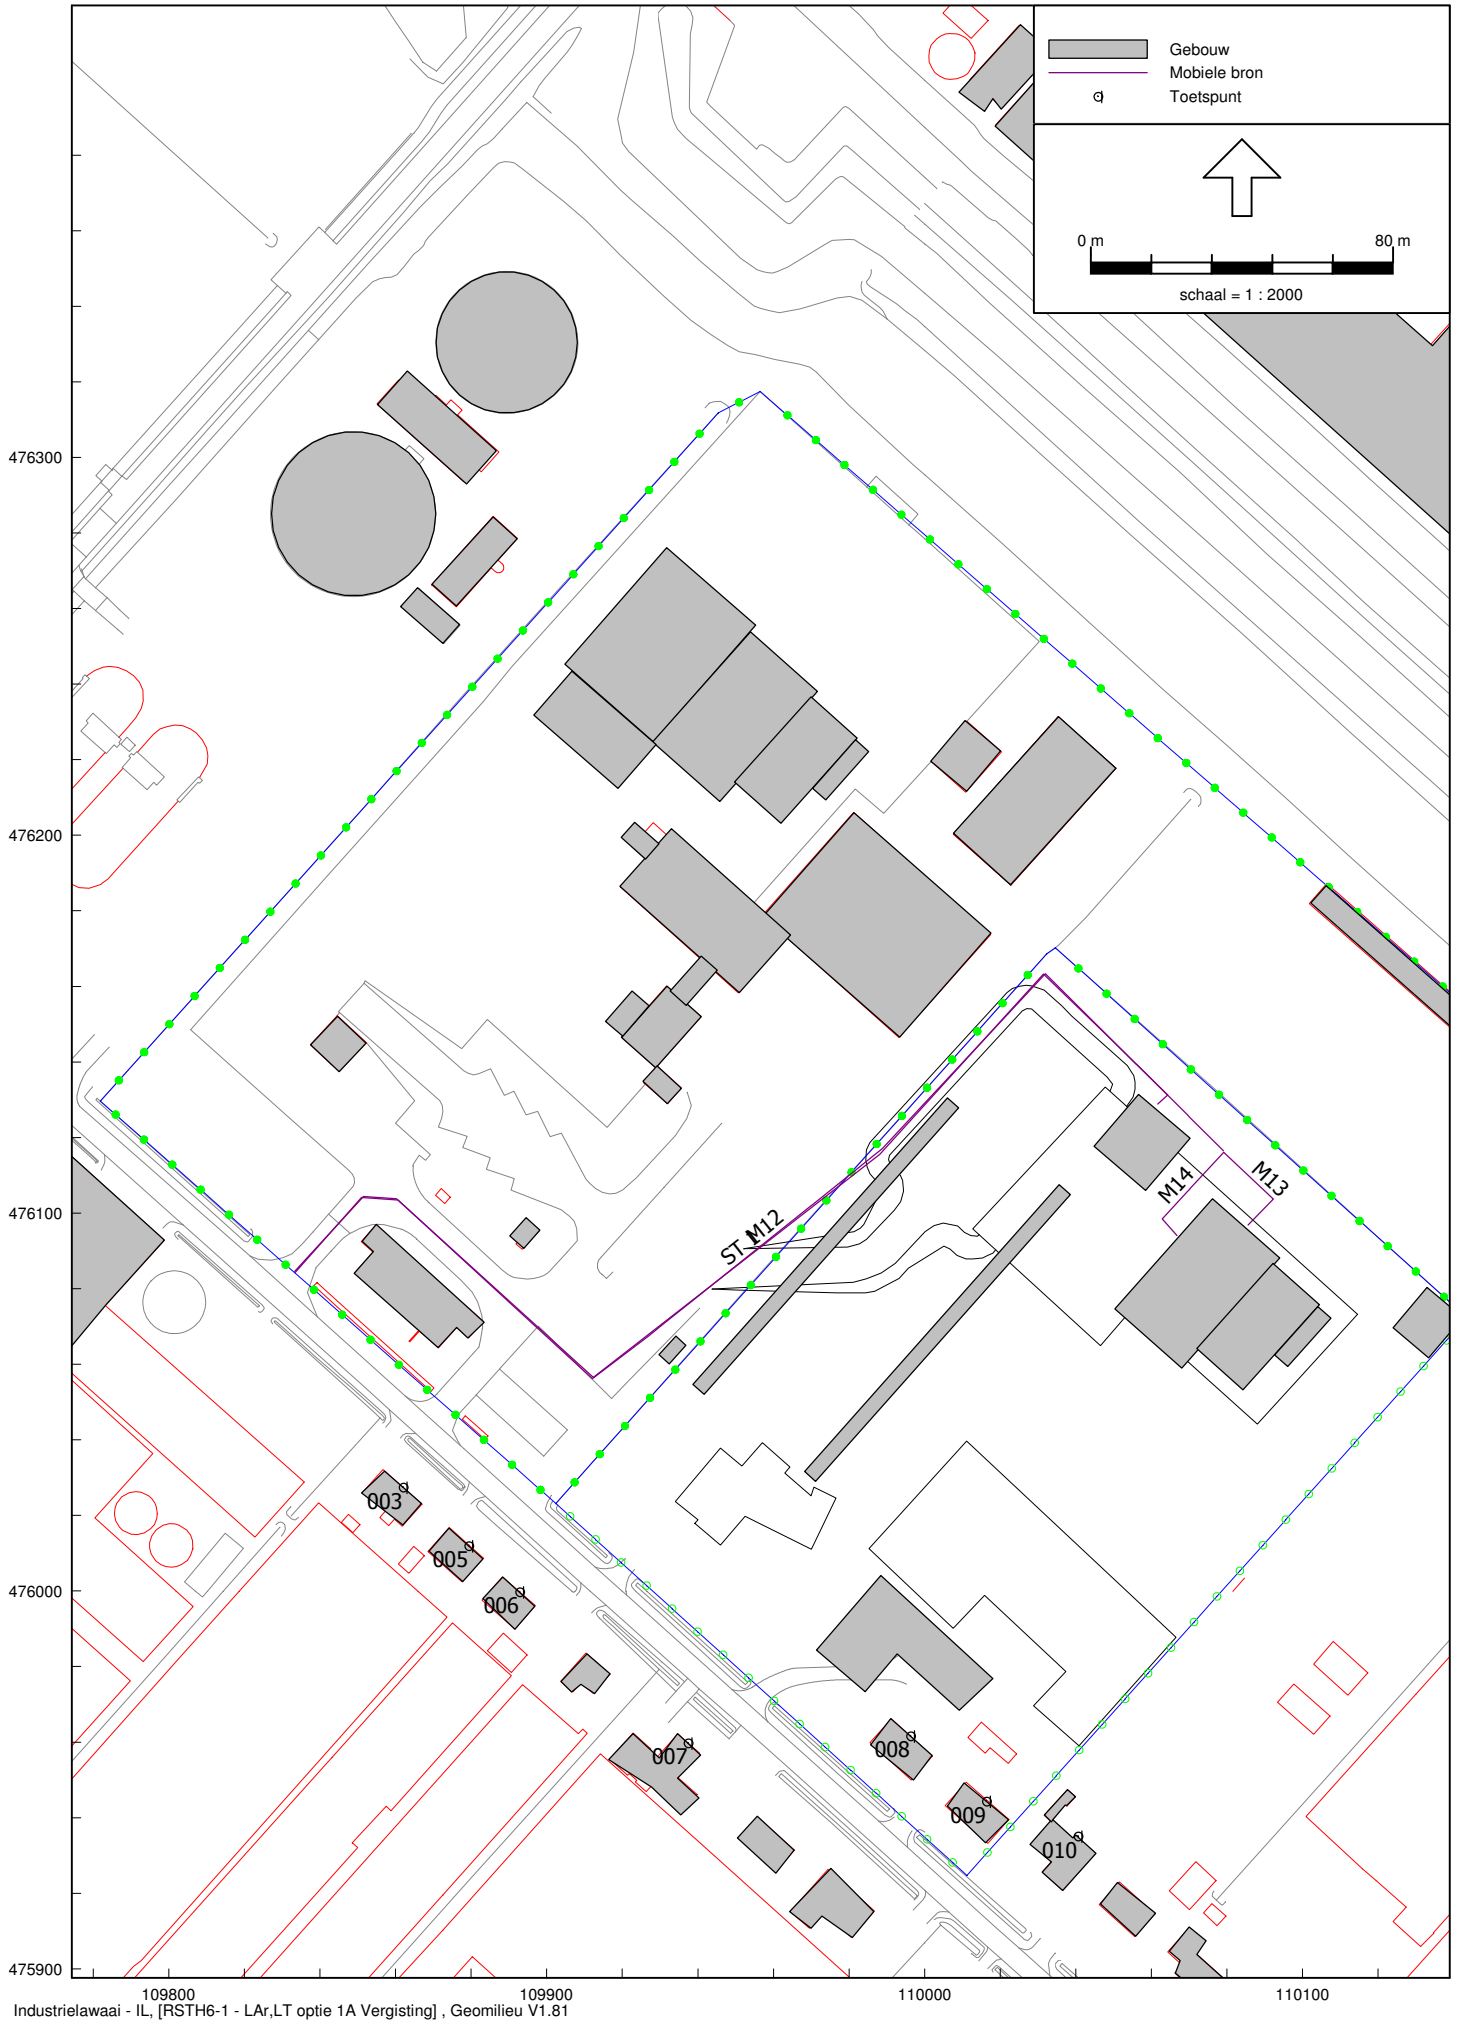 Gebouw
Mobiele bron
Toetspunt
0 m 80 m
schaal = 1 : 2000
476300
476200
476100
476000
475900
M14
M13
M12
003
005
006
007
008
009
010
109800 109900 110000 110100
Industrielawaai - IL, [RSTH6-1 - LAr,LT optie 1A Vergisting] , Geomilieu V1.81